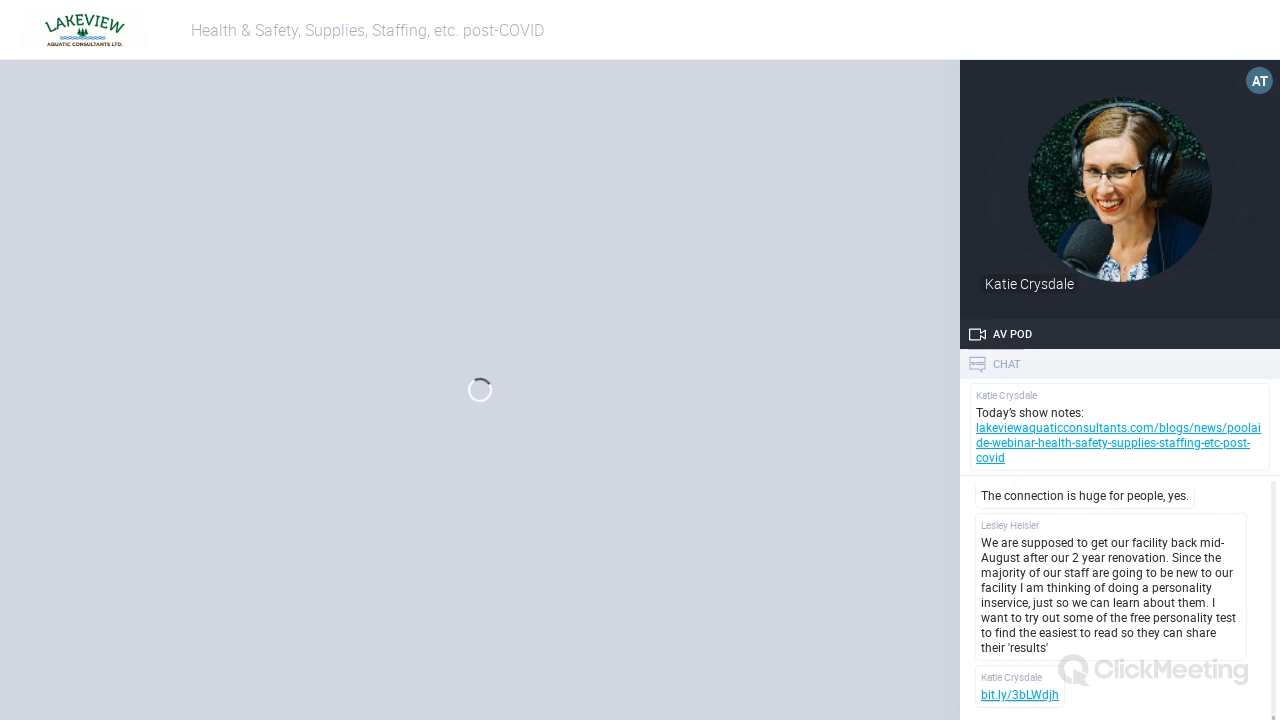 LAKEVIEW
AQUATIC CONSULTANTS LTD.
Health & Safety, Supplies, Staffing, etc. post-COVID
AT
Katie Crysdale
AV POD
CHAT
Katie Crysdale
Today's show notes:
lakeviewaquaticconsultants.com/blogs/news/poolai
de-webinar-health-safety-supplies-staffing-etc-post-
covid
The connection is huge for people, yes.
Lesley Heisler
We are supposed to get our facility back mid-
August after our 2 year renovation. Since the
majority of our staff are going to be new to our
facility I am thinking of doing a personality
inservice, just so we can learn about them. I
want to try out some of the free personality test
to find the easiest to read so they can share
their 'results'
ClickMeeting
Katie Crysdale
bit.ly/3bLWdjh